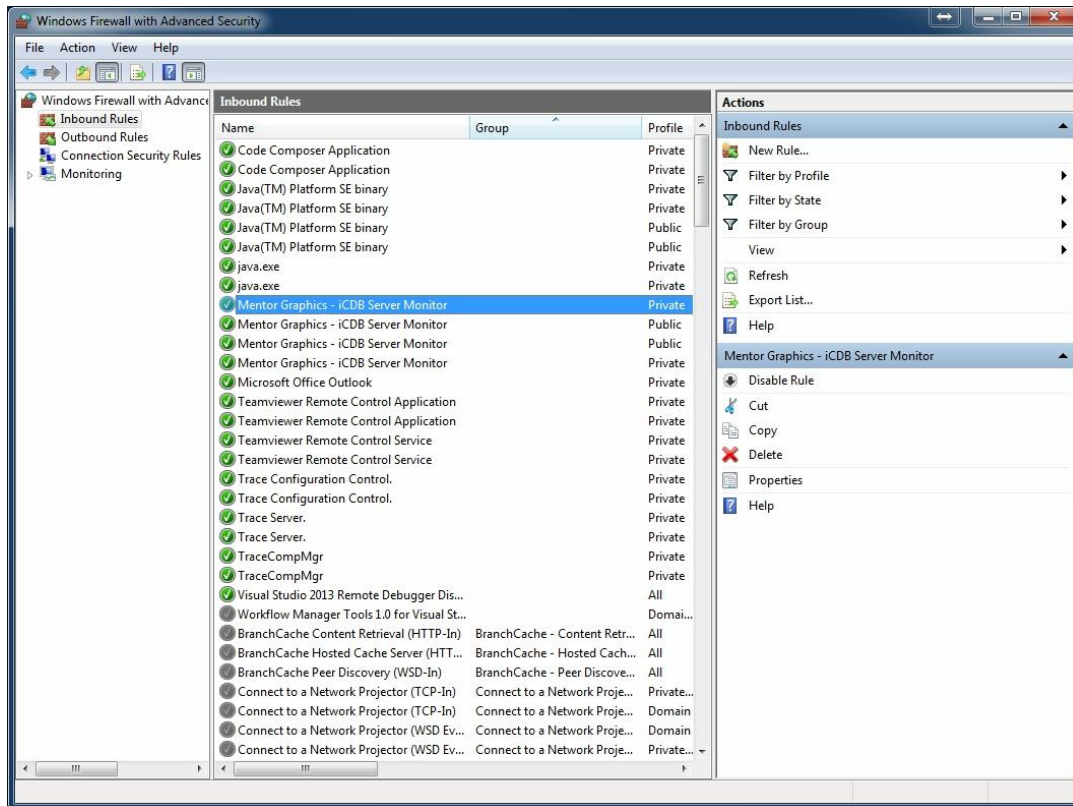 Windows Firewall with Advanced Security
File Action View Help
Windows Firewall with Advance
Inbound Rules
Outbound Rules
Connection Security Rules
Monitoring
Inbound Rules
Name Group Profile
Code Composer Application Private
Code Composer Application Private
Java(TM) Platform SE binary Private
Java(TM) Platform SE binary Private
Java(TM) Platform SE binary Public
Java(TM) Platform SE binary Public
java.exe Private
java.exe Private
Mentor Graphics - iCDB Server Monitor Private
Mentor Graphics - iCDB Server Monitor Public
Mentor Graphics - iCDB Server Monitor Public
Mentor Graphics - iCDB Server Monitor Private
Microsoft Office Outlook Private
Teamviewer Remote Control Application Private
Teamviewer Remote Control Application Private
Teamviewer Remote Control Service Private
Teamviewer Remote Control Service Private
Trace Configuration Control. Private
Trace Configuration Control. Private
Trace Server. Private
Trace Server. Private
TraceCompMgr Private
TraceCompMgr Private
Visual Studio 2013 Remote Debugger Dis... All
Workflow Manager Tools 1.0 for Visual St... Domai...
BranchCache Content Retrieval (HTTP-In) BranchCache - Content Retr... All
BranchCache Hosted Cache Server (HTT... BranchCache - Hosted Cach... All
BranchCache Peer Discovery (WSD-In) BranchCache - Peer Discove... All
Connect to a Network Projector (TCP-In) Connect to a Network Proje... Private...
Connect to a Network Projector (TCP-In) Connect to a Network Proje... Domain
Connect to a Network Projector (WSD Ev... Connect to a Network Proje... Domain
Connect to a Network Projector (WSD Ev... Connect to a Network Proje... Private...
Actions
Inbound Rules
New Rule...
Filter by Profile
Filter by State
Filter by Group
View
Refresh
Export List...
Help
Mentor Graphics - iCDB Server Monitor
Disable Rule
Cut
Copy
Delete
Properties
Help